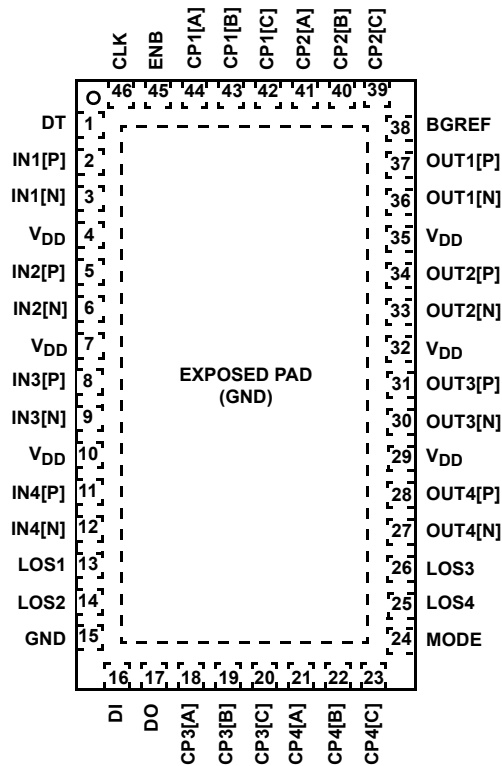 CLK
ENB
CP1[A]
CP1[B]
CP1[C]
CP2[A]
CP2[B]
CP2[C]
46
45
44
43
42
41
40
39
DT 1
IN1[P] 2
IN1[N] 3
VDD 4
IN2[P] 5
IN2[N] 6
VDD 7
IN3[P] 8
IN3[N] 9
VDD 10
IN4[P] 11
IN4[N] 12
LOS1 13
LOS2 14
GND 15
EXPOSED PAD
(GND)
38 BGREF
37 OUT1[P]
36 OUT1[N]
35 VDD
34 OUT2[P]
33 OUT2[N]
32 VDD
31 OUT3[P]
30 OUT3[N]
29 VDD
28 OUT4[P]
27 OUT4[N]
26 LOS3
25 LOS4
24 MODE
16
17
18
19
20
21
22
23
DI
DO
CP3[A]
CP3[B]
CP3[C]
CP4[A]
CP4[B]
CP4[C]